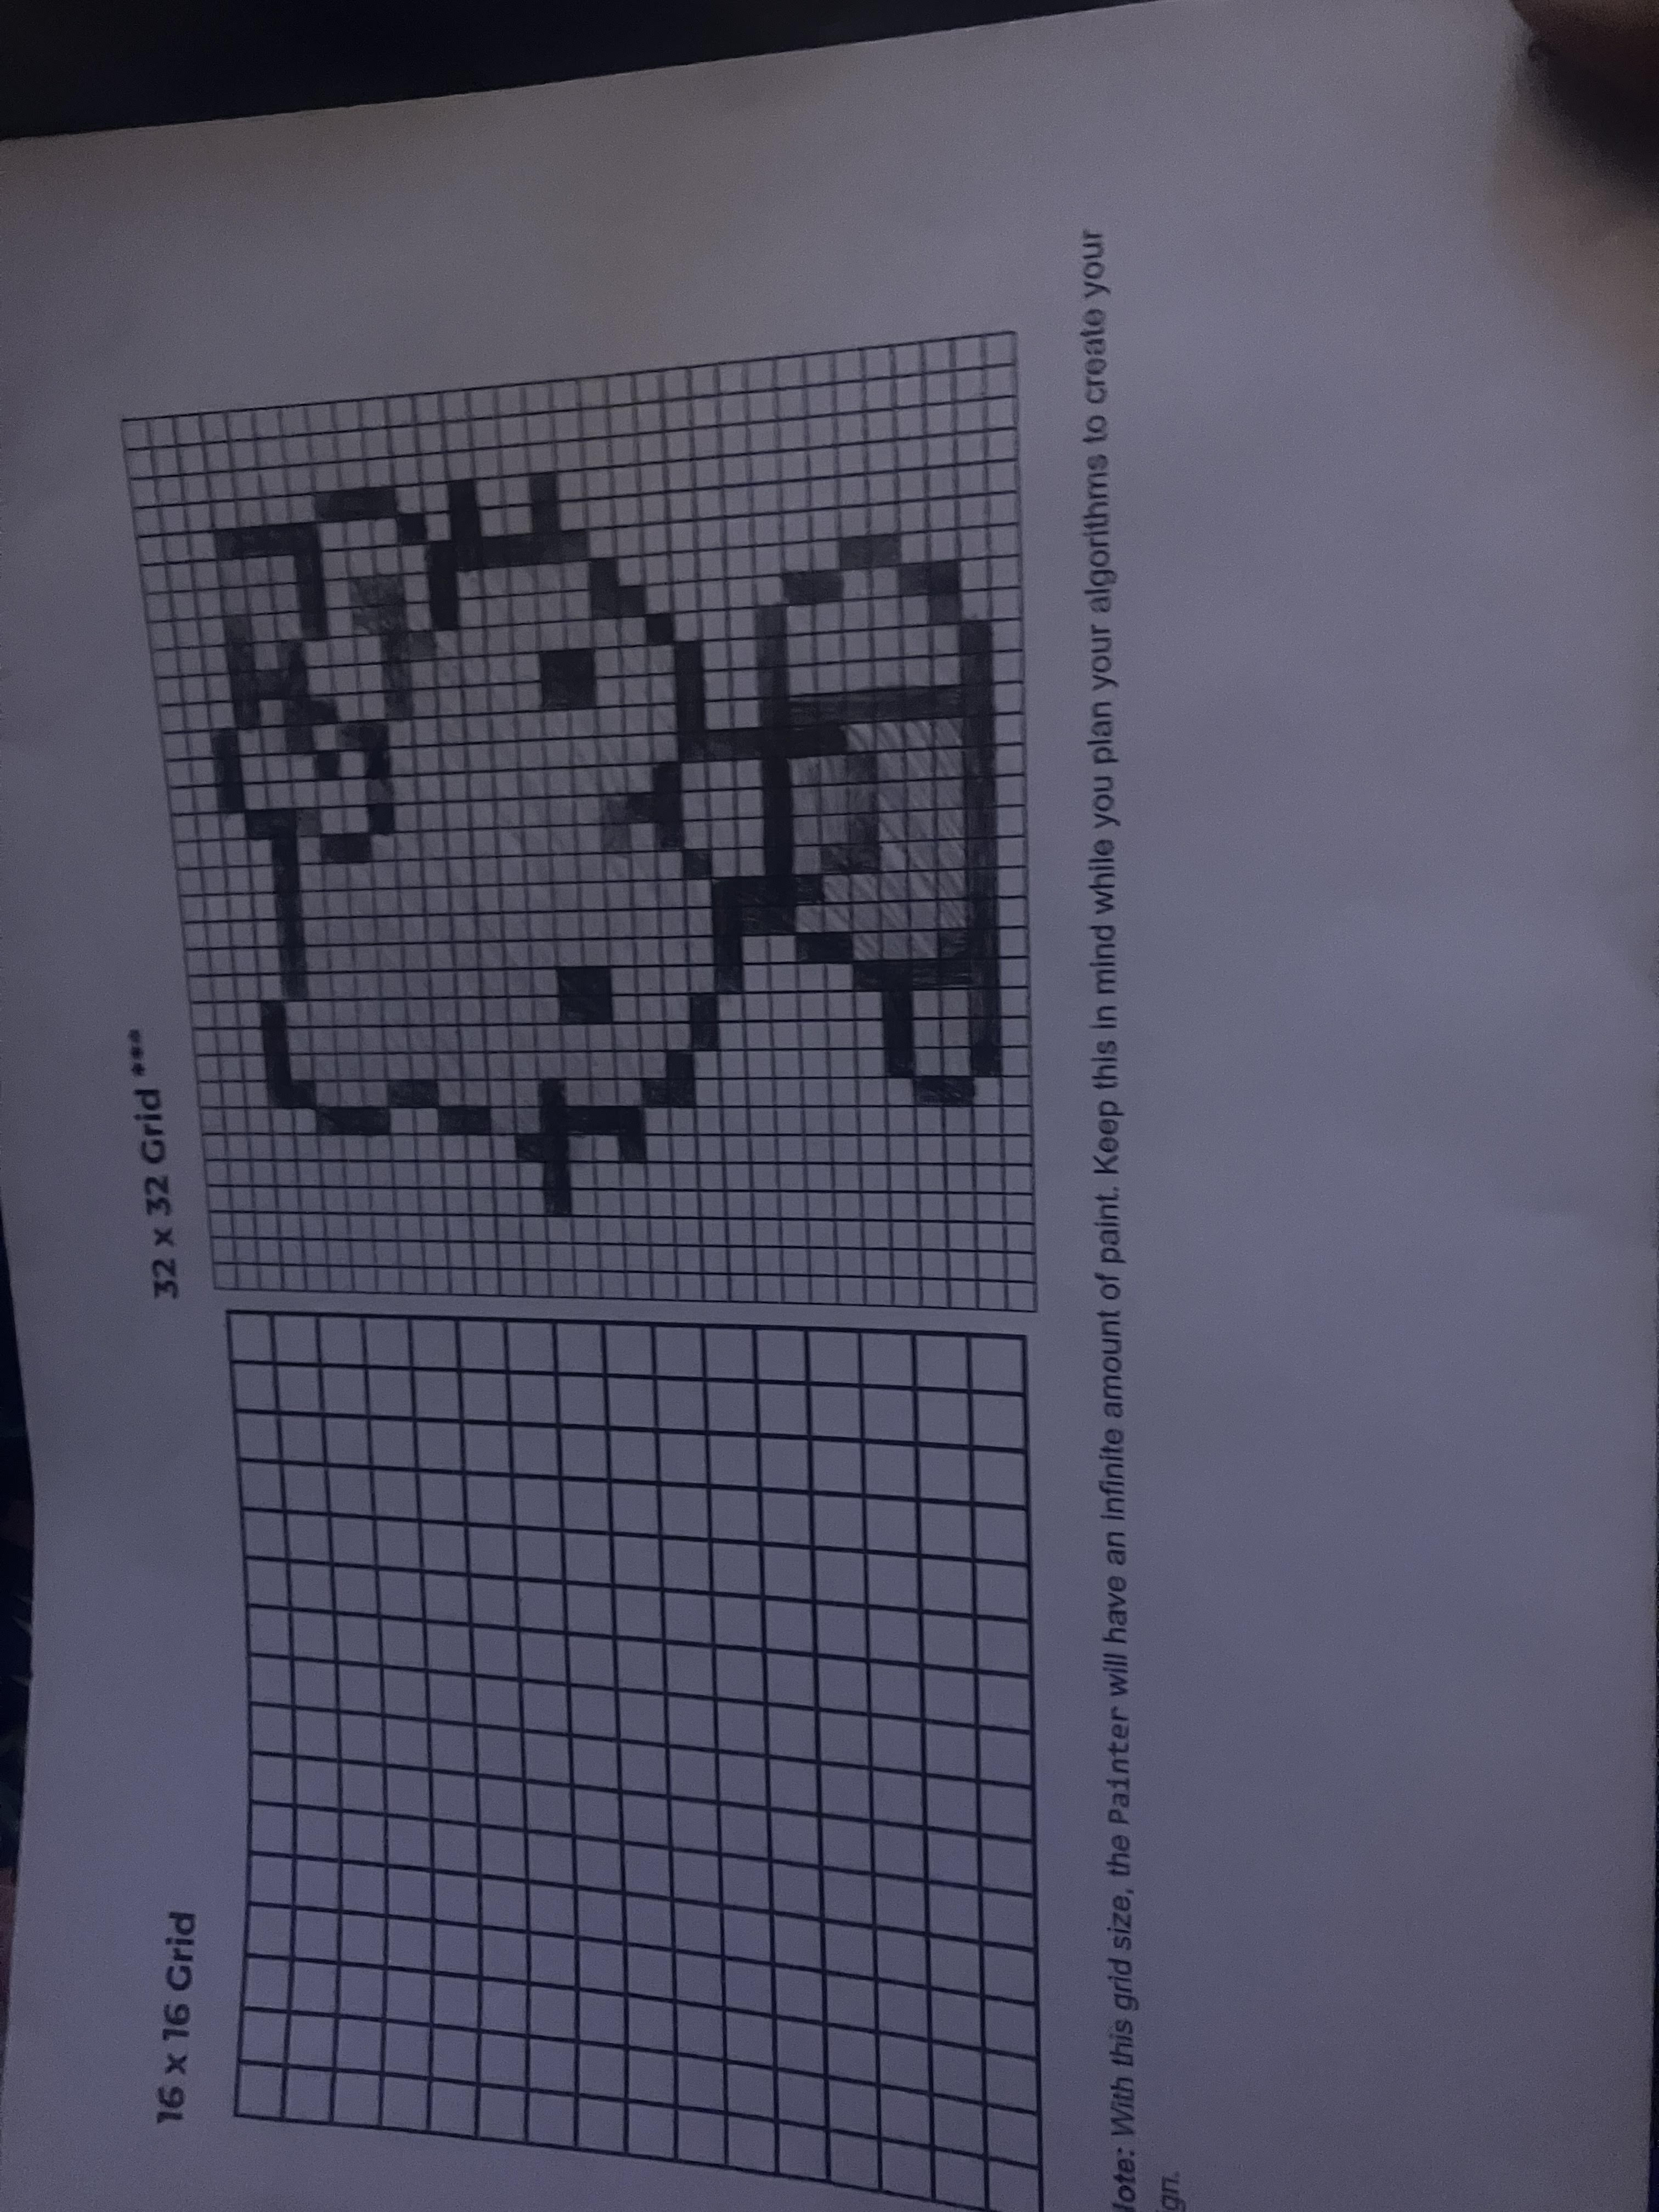 16 x 16 Grid
32 x 32 Grid ***
lote: With this grid size, the Painter will have an infinite amount of paint. Keep this in mind while you plan your algorithms to create your
ign.